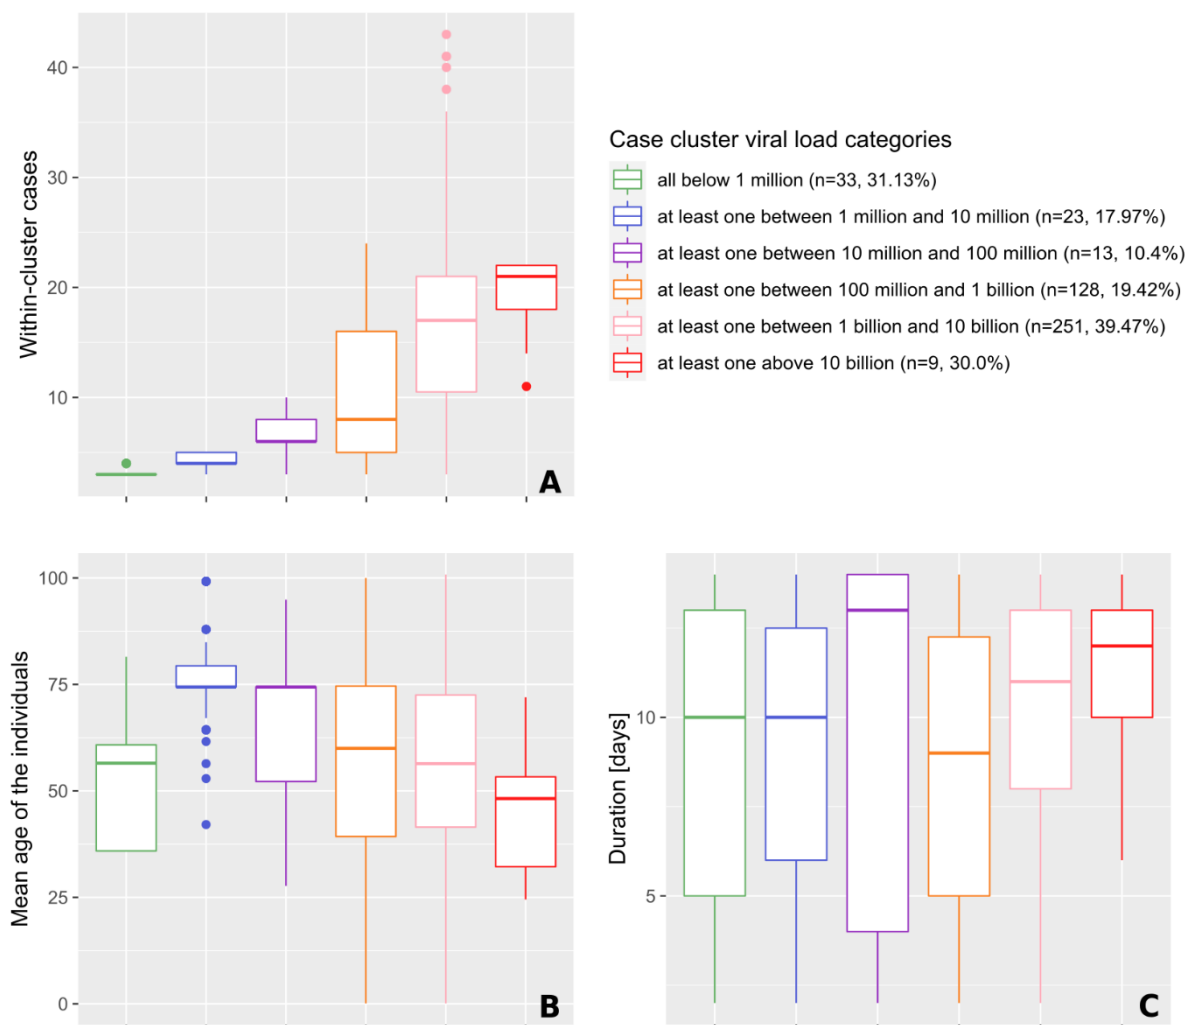 40
30
20
10
Within-cluster cases
A
Case cluster viral load categories
all below 1 million (n=33, 31.13%)
at least one between 1 million and 10 million (n=23, 17.97%)
at least one between 10 million and 100 million (n=13, 10.4%)
at least one between 100 million and 1 billion (n=128, 19.42%)
at least one between 1 billion and 10 billion (n=251, 39.47%)
at least one above 10 billion (n=9, 30.0%)
100
75
50
25
0
Mean age of the individuals
B
10
5
Duration [days]
C